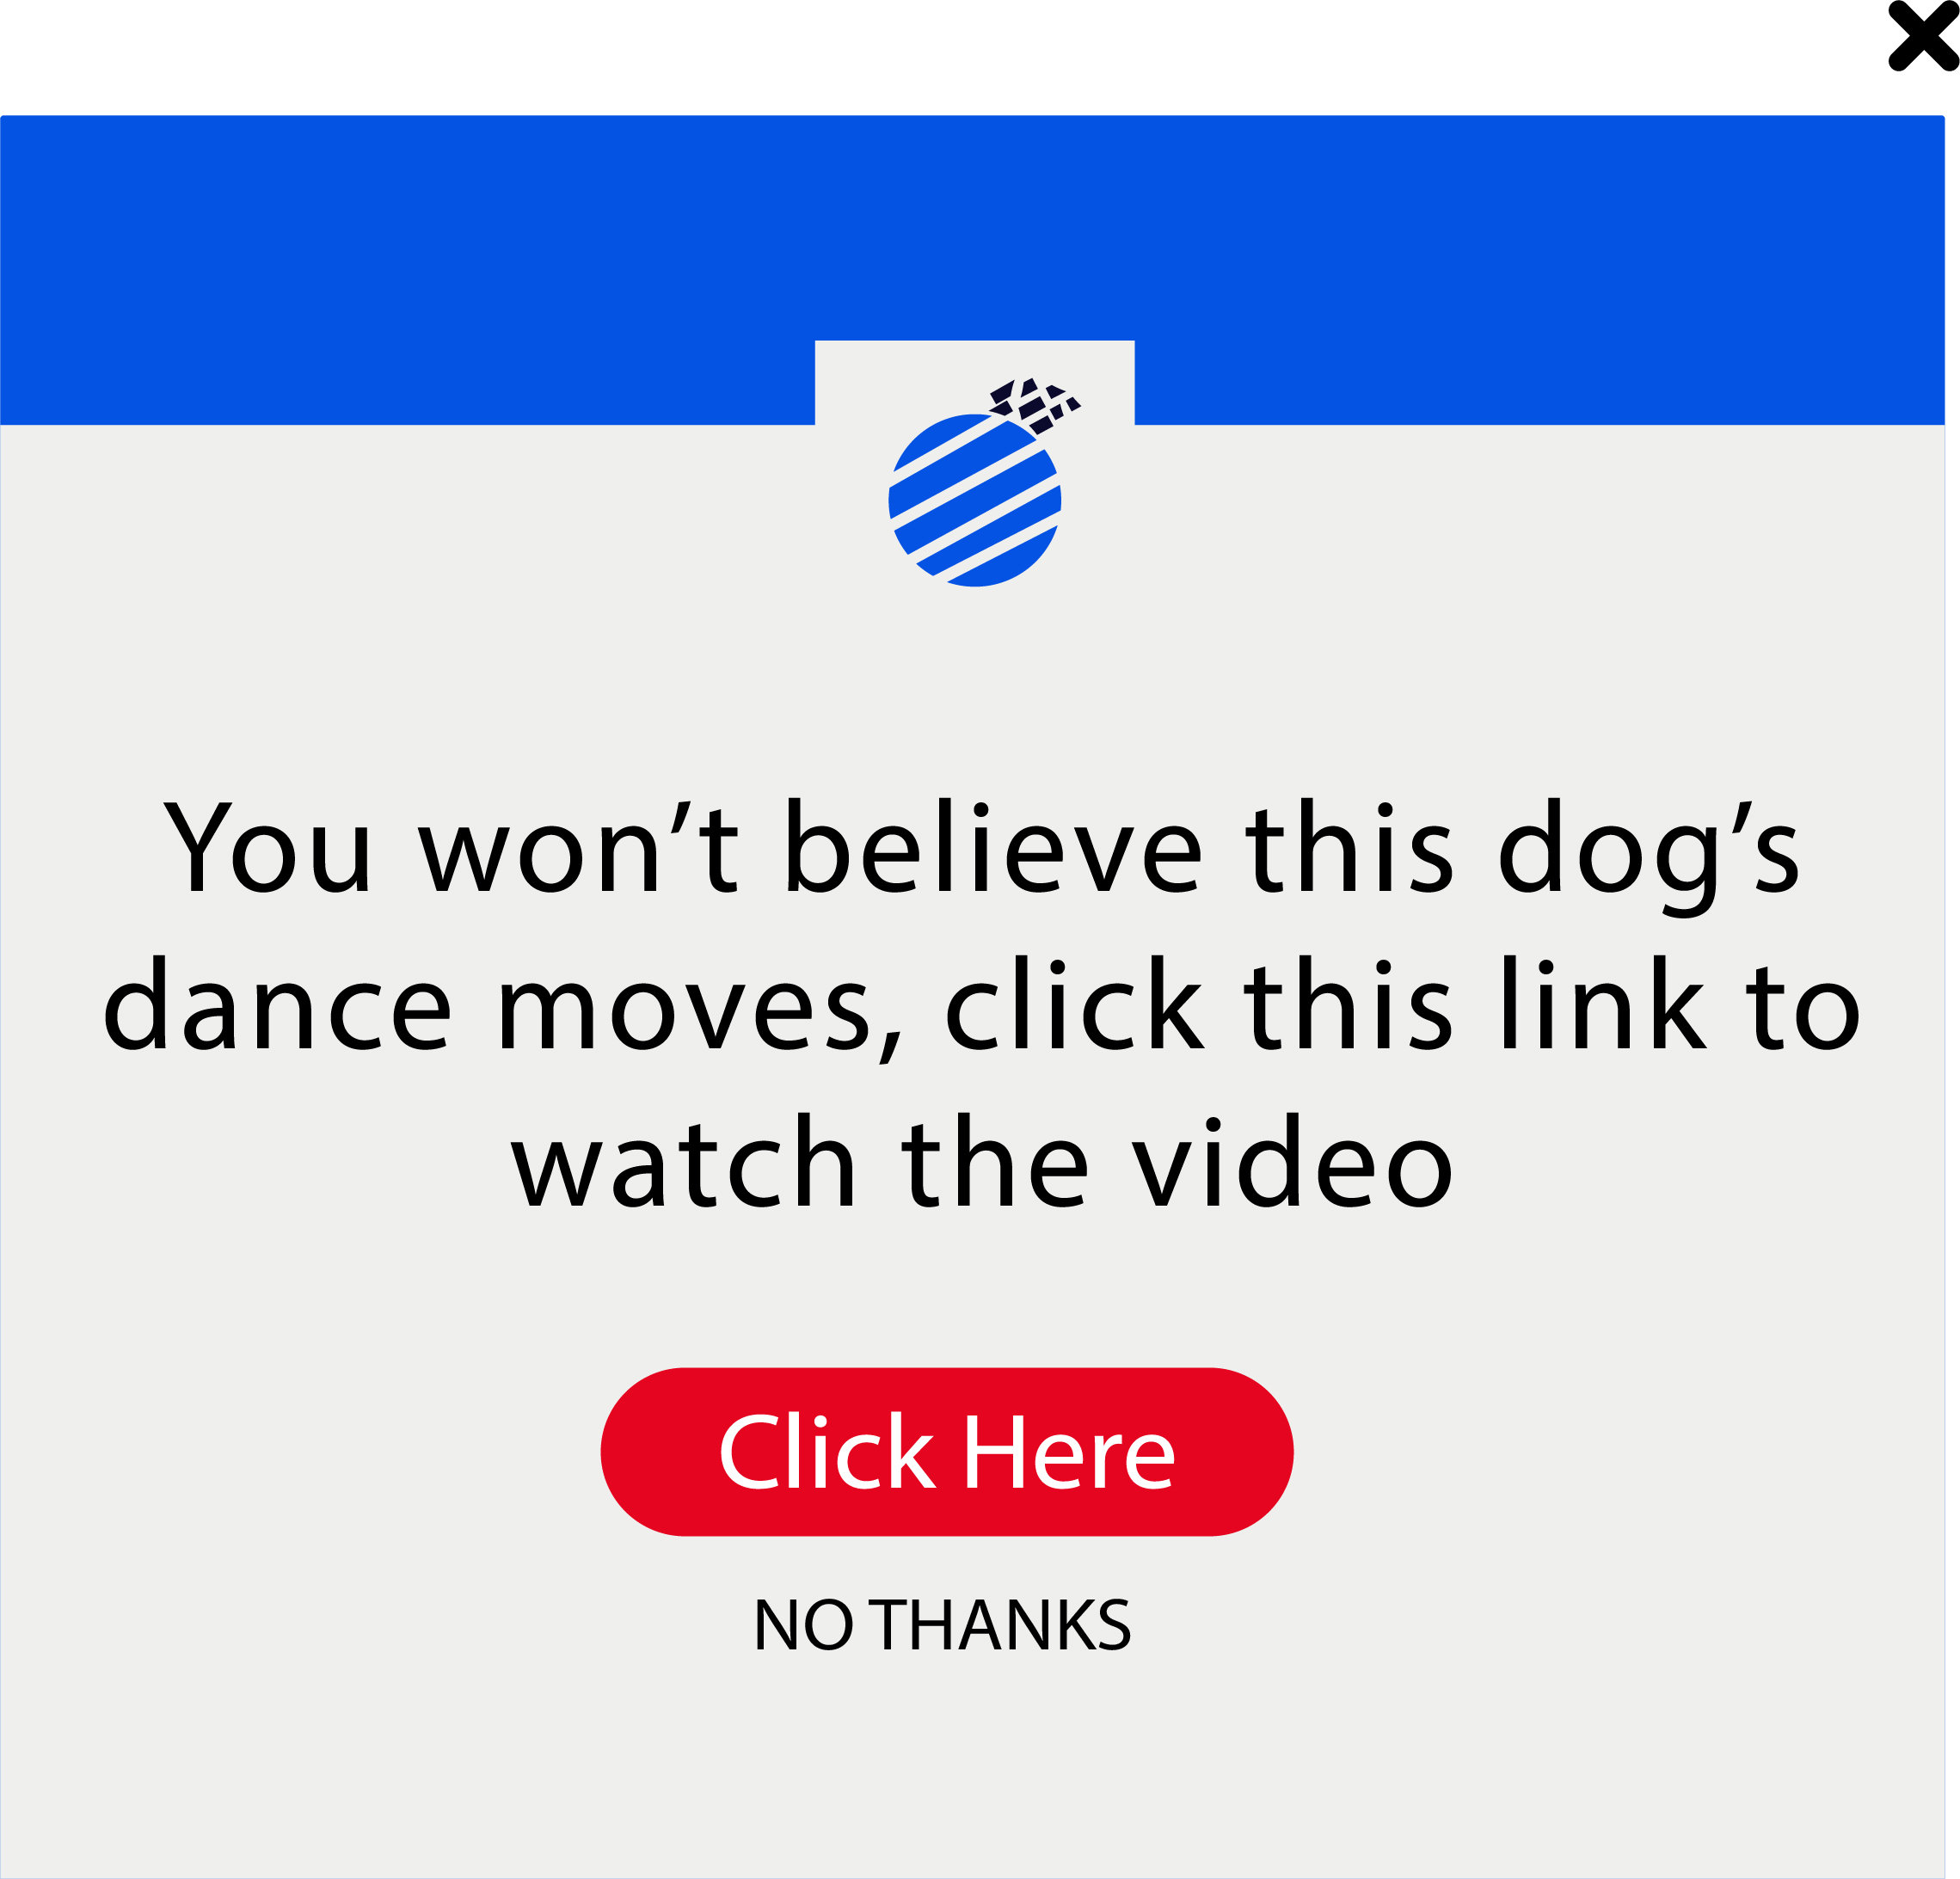 You won’t believe this dog’s
dance moves, click this link to
watch the video
Click Here
NO THANKS